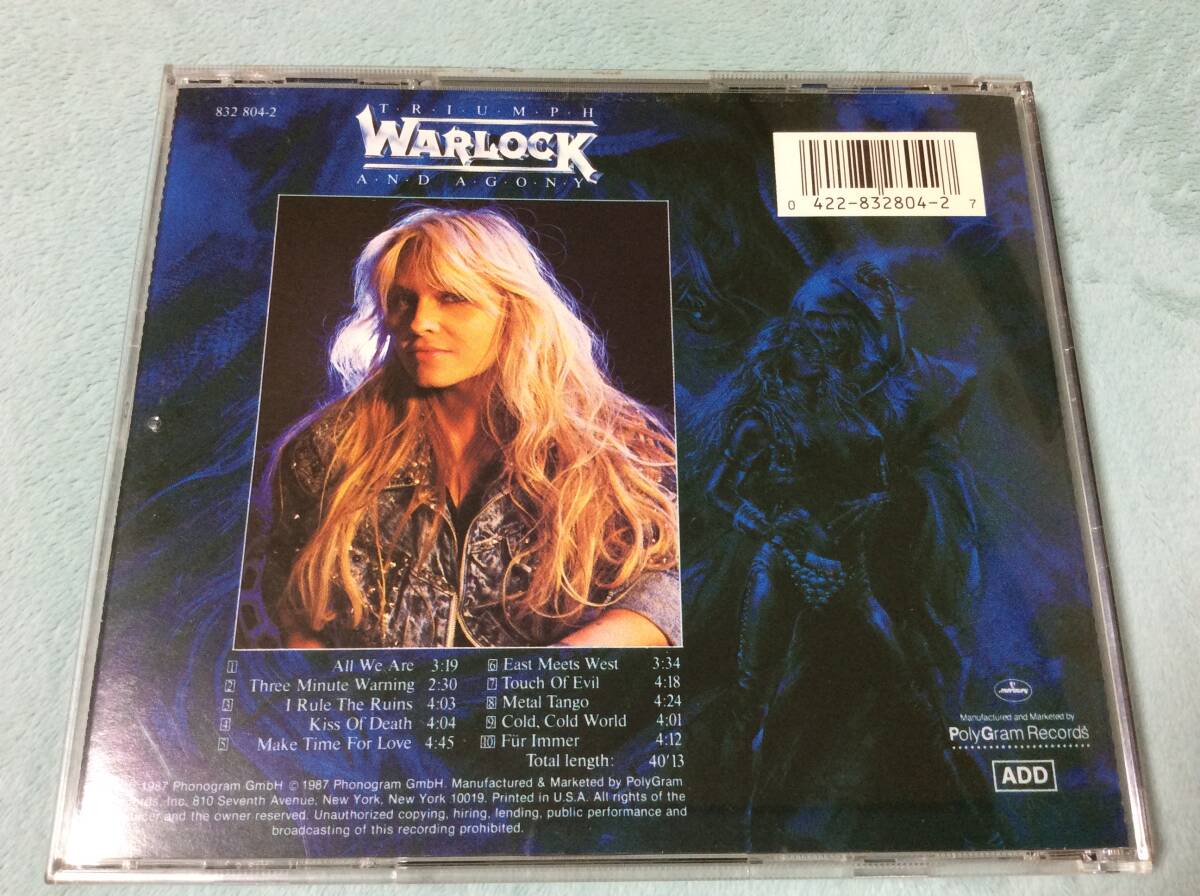 832 804-2
T·R·I·U·M·P·H
WARLOCK
A·N·D A·G·O·N·Y
0 422-832804-2 7
1 All We Are 3:19
2 Three Minute Warning 2:30
3 I Rule The Ruins 4:03
4 Kiss Of Death 4:04
5 Make Time For Love 4:45
6 East Meets West 3:34
7 Touch Of Evil 4:18
8 Metal Tango 4:24
9 Cold, Cold World 4:01
10 Für Immer 4:12
Total length: 40'13
1987 Phonogram GmbH © 1987 Phonogram GmbH. Manufactured & Marketed by PolyGram
Inc. 810 Seventh Avenue, New York, New York 10019. Printed in U.S.A. All rights of the
and the owner reserved. Unauthorized copying, hiring, lending, public performance and
broadcasting of this recording prohibited.
mercury
Manufactured and Marketed by
PolyGram Records
ADD